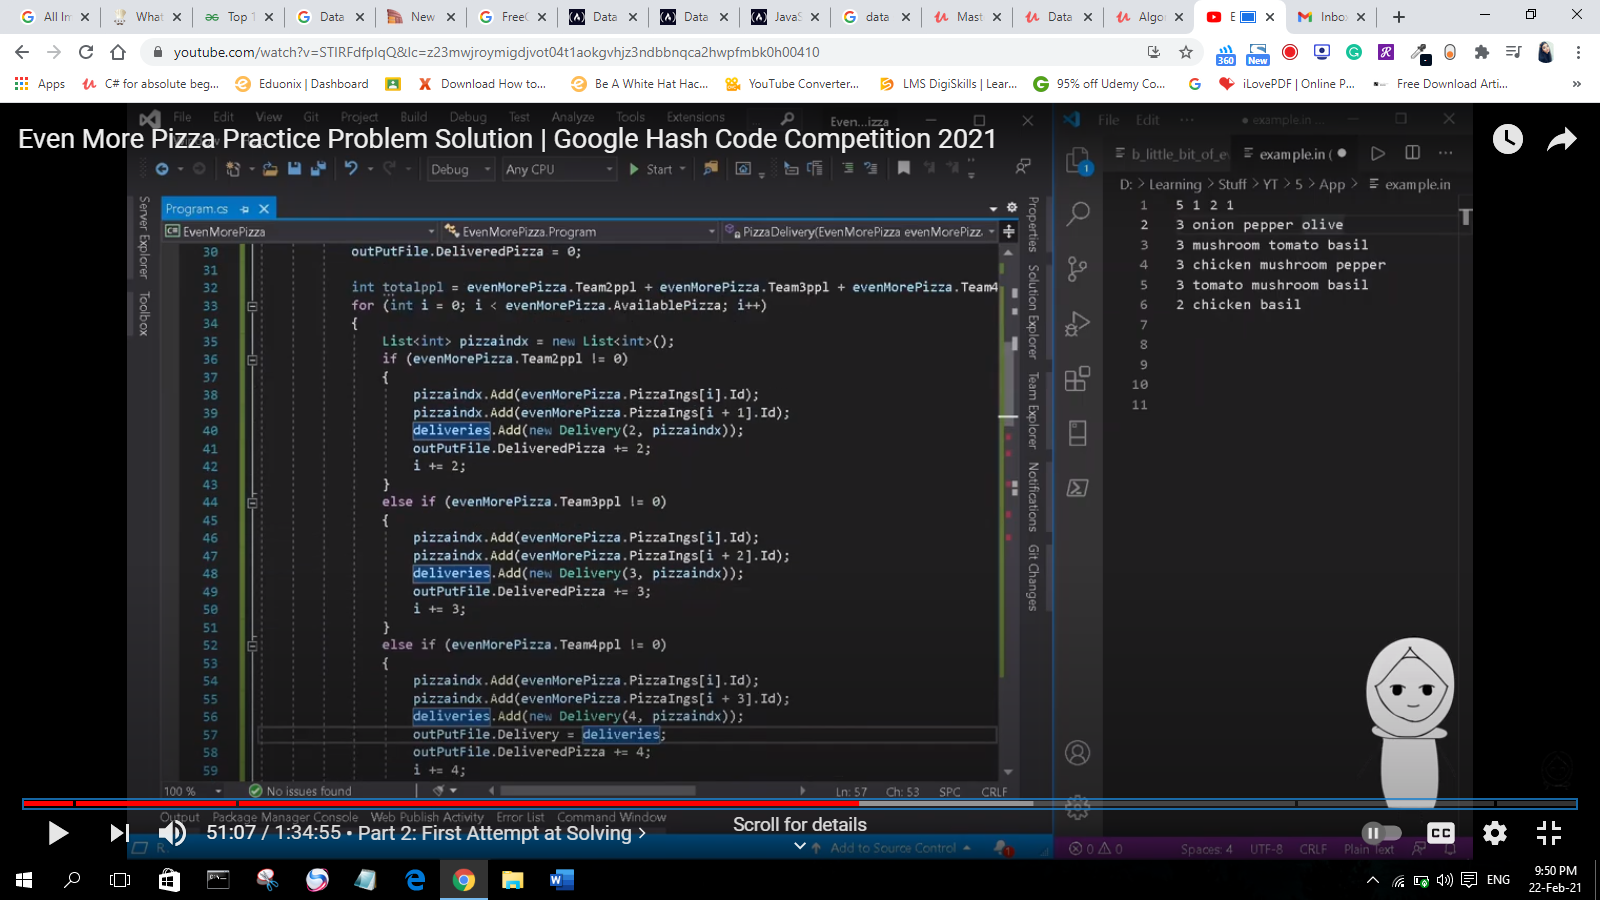 All In
What
Top 1
Data
New
FreeC
Data
Data
JavaS
data
Mast
Data
Algo
E
Inbo
youtube.com/watch?v=STlRFdfpIqQ&lc=z23mwjroymigdjvot04t1aokgvhjz3ndbbnqca2hwpfmbk0h00410
360
New
Apps
C# for absolute beg...
Eduonix | Dashboard
Download How to...
Be A White Hat Hac...
YouTube Converter...
LMS DigiSkills | Lear...
95% off Udemy Co...
iLovePDF | Online P...
Free Download Arti...
»
File Edit View Git Project Build Debug Test Analyze Tools Extensions
Even...izza
File Edit ···
example.in ...
Even More Pizza Practice Problem Solution | Google Hash Code Competition 2021
Debug
Any CPU
Start
b_little_bit_of_e
example.in (
D: > Learning > Stuff > YT > 5 > App > example.in
Server Explorer
Toolbox
Program.cs
EvenMorePizza
EvenMorePizza.Program
PizzaDelivery(EvenMorePizza evenMorePizz
30 outPutFile.DeliveredPizza = 0;
31
32 int totalppl = evenMorePizza.Team2ppl + evenMorePizza.Team3ppl + evenMorePizza.Team4
33 for (int i = 0; i < evenMorePizza.AvailablePizza; i++)
34 {
35 List<int> pizzaindx = new List<int>();
36 if (evenMorePizza.Team2ppl != 0)
37 {
38 pizzaindx.Add(evenMorePizza.PizzaIngs[i].Id);
39 pizzaindx.Add(evenMorePizza.PizzaIngs[i + 1].Id);
40 deliveries.Add(new Delivery(2, pizzaindx));
41 outPutFile.DeliveredPizza += 2;
42 i += 2;
43 }
44 else if (evenMorePizza.Team3ppl != 0)
45 {
46 pizzaindx.Add(evenMorePizza.PizzaIngs[i].Id);
47 pizzaindx.Add(evenMorePizza.PizzaIngs[i + 2].Id);
48 deliveries.Add(new Delivery(3, pizzaindx));
49 outPutFile.DeliveredPizza += 3;
50 i += 3;
51 }
52 else if (evenMorePizza.Team4ppl != 0)
53 {
54 pizzaindx.Add(evenMorePizza.PizzaIngs[i].Id);
55 pizzaindx.Add(evenMorePizza.PizzaIngs[i + 3].Id);
56 deliveries.Add(new Delivery(4, pizzaindx));
57 outPutFile.Delivery = deliveries;
58 outPutFile.DeliveredPizza += 4;
59 i += 4;
Properties
Solution Explorer
Team Explorer
Notifications
Git Changes
1
1 5 1 2 1
2 3 onion pepper olive
3 3 mushroom tomato basil
4 3 chicken mushroom pepper
5 3 tomato mushroom basil
6 2 chicken basil
7
8
9
10
11
100 %
No issues found
Ln: 57 Ch: 53 SPC CRLF
Output Package Manager Console Web Publish Activity Error List Command Window
51:07 / 1:34:55 • Part 2: First Attempt at Solving >
Scroll for details
CC
R
Add to Source Control
1
0 0
Spaces: 4 UTF-8 CRLF Plain Text
ENG
9:50 PM
22-Feb-21